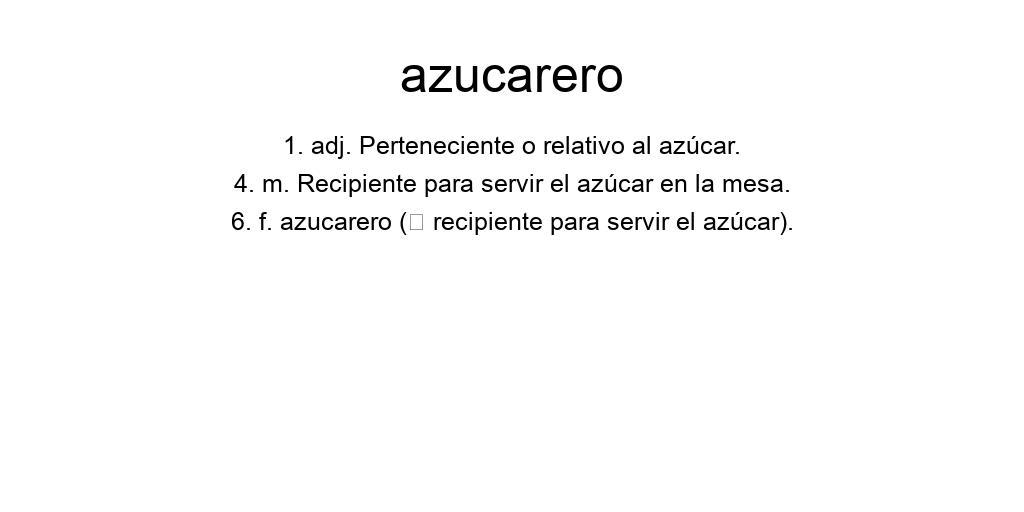 azucarero
1. adj. Perteneciente o relativo al azúcar.
4. m. Recipiente para servir el azúcar en la mesa.
6. f. azucarero (□ recipiente para servir el azúcar).